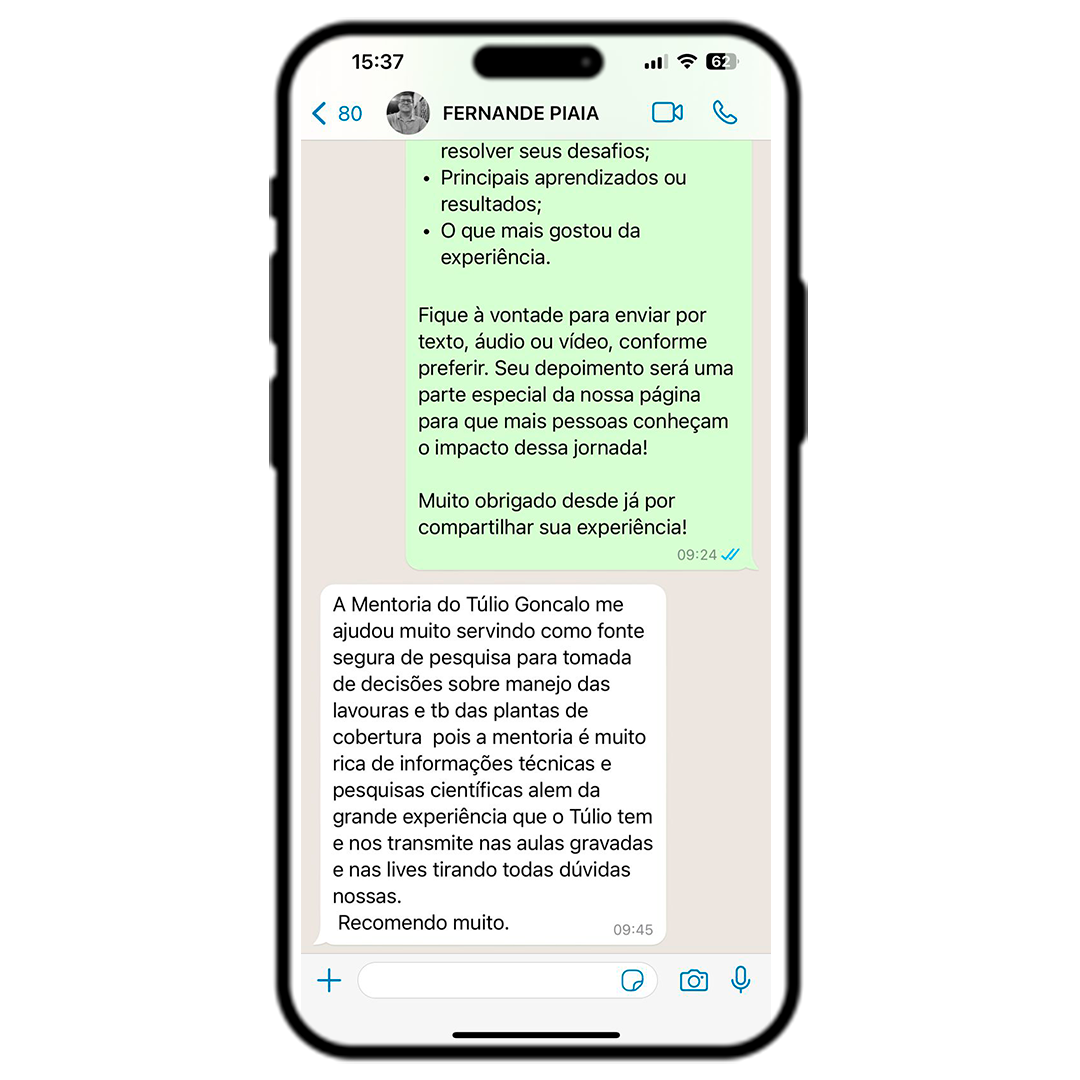 15:37
62
80
FERNANDE PIAIA
resolver seus desafios;
• Principais aprendizados ou
resultados;
• O que mais gostou da
experiência.
Fique à vontade para enviar por
texto, áudio ou vídeo, conforme
preferir. Seu depoimento será uma
parte especial da nossa página
para que mais pessoas conheçam
o impacto dessa jornada!
Muito obrigado desde já por
compartilhar sua experiência!
09:24
A Mentoria do Túlio Goncalo me
ajudou muito servindo como fonte
segura de pesquisa para tomada
de decisões sobre manejo das
lavouras e tb das plantas de
cobertura  pois a mentoria é muito
rica de informações técnicas e
pesquisas científicas alem da
grande experiência que o Túlio tem
e nos transmite nas aulas gravadas
e nas lives tirando todas dúvidas
nossas.
Recomendo muito.
09:45